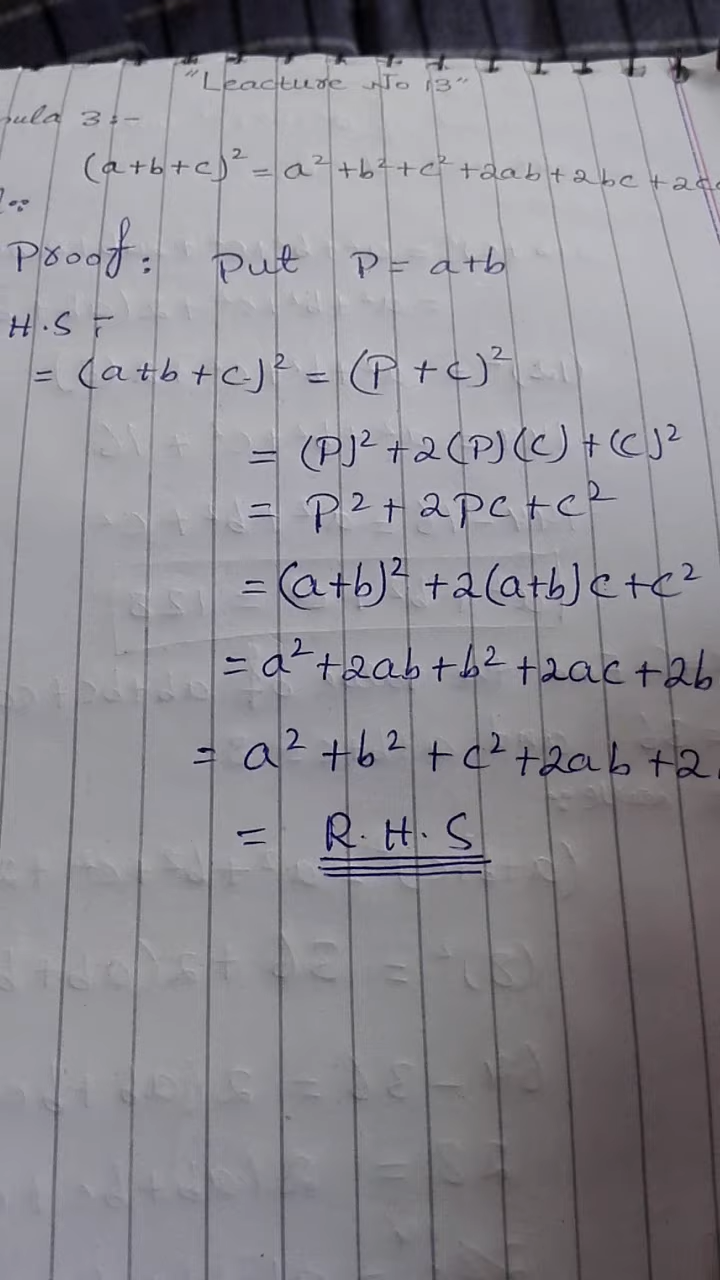 "Leacture No 13"
ula 3:-
(a+b+c)² = a² + b² + c² + 2ab + 2bc + 2c
Proof: Put P = a+b
H.S =
= (a+b+c)² = (P + c)²
= (P)² + 2(P)(c) + (c)²
= P² + 2Pc + c²
= (a+b)² + 2(a+b)c + c²
= a² + 2ab + b² + 2ac + 2b
= a² + b² + c² + 2ab + 2
= R.H.S